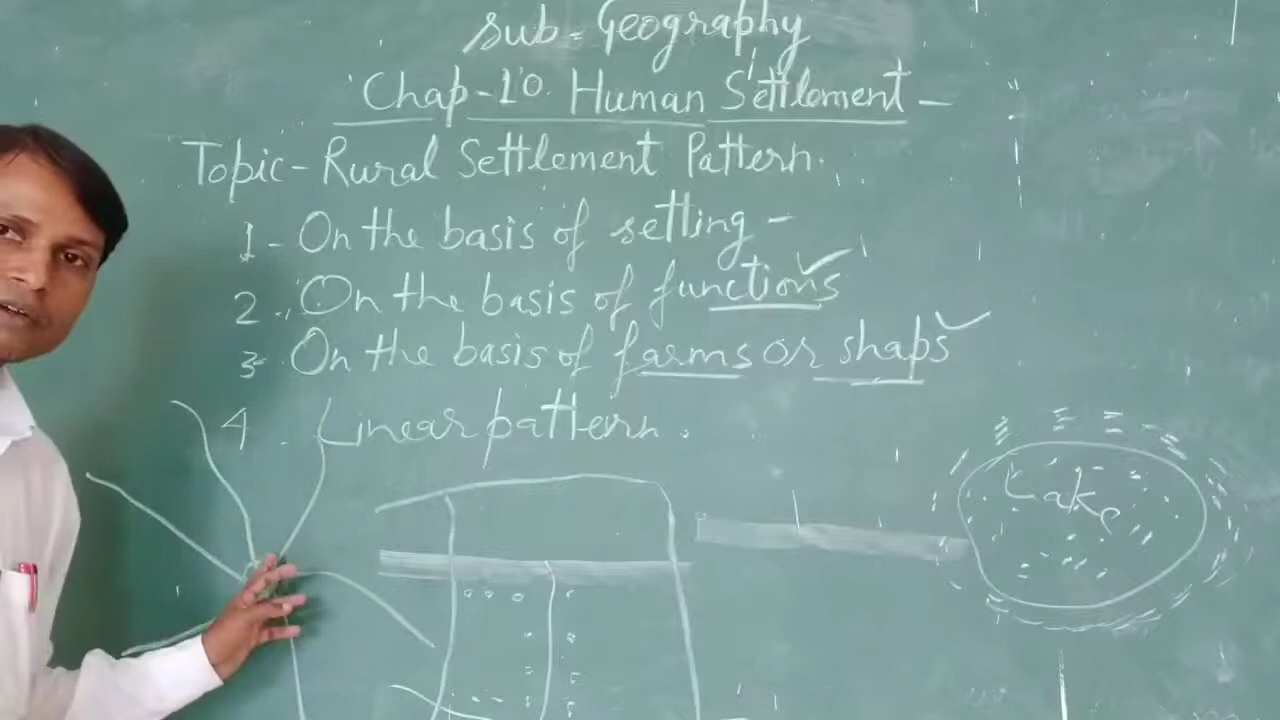 Sub = Geography
Chap-10. Human Settlement -
Topic - Rural Settlement Pattern.
1 - On the basis of setting -
2. On the basis of functions ✓
3 - On the basis of farms or shaps ✓
4. Linear pattern.
Lake